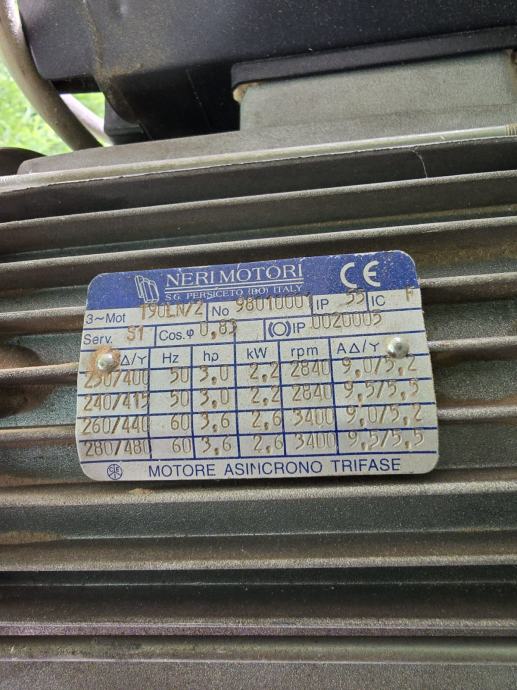 NERI MOTORI
S.G. PERSICETO (BO) ITALY
CE
3~Mot T90LN/2 No 9801000 IP 55 IC F
Serv. S1 Cos.φ 0,85 IP 0020005
Δ/Y Hz hp kW rpm A Δ/Y
230/400 50 3,0 2,2 2840 9,0/5,2
240/415 50 3,0 2,2 2840 9,5/5,5
260/440 60 3,6 2,6 3400 9,0/5,2
280/480 60 3,6 2,6 3400 9,5/5,5
MOTORE ASINCRONO TRIFASE